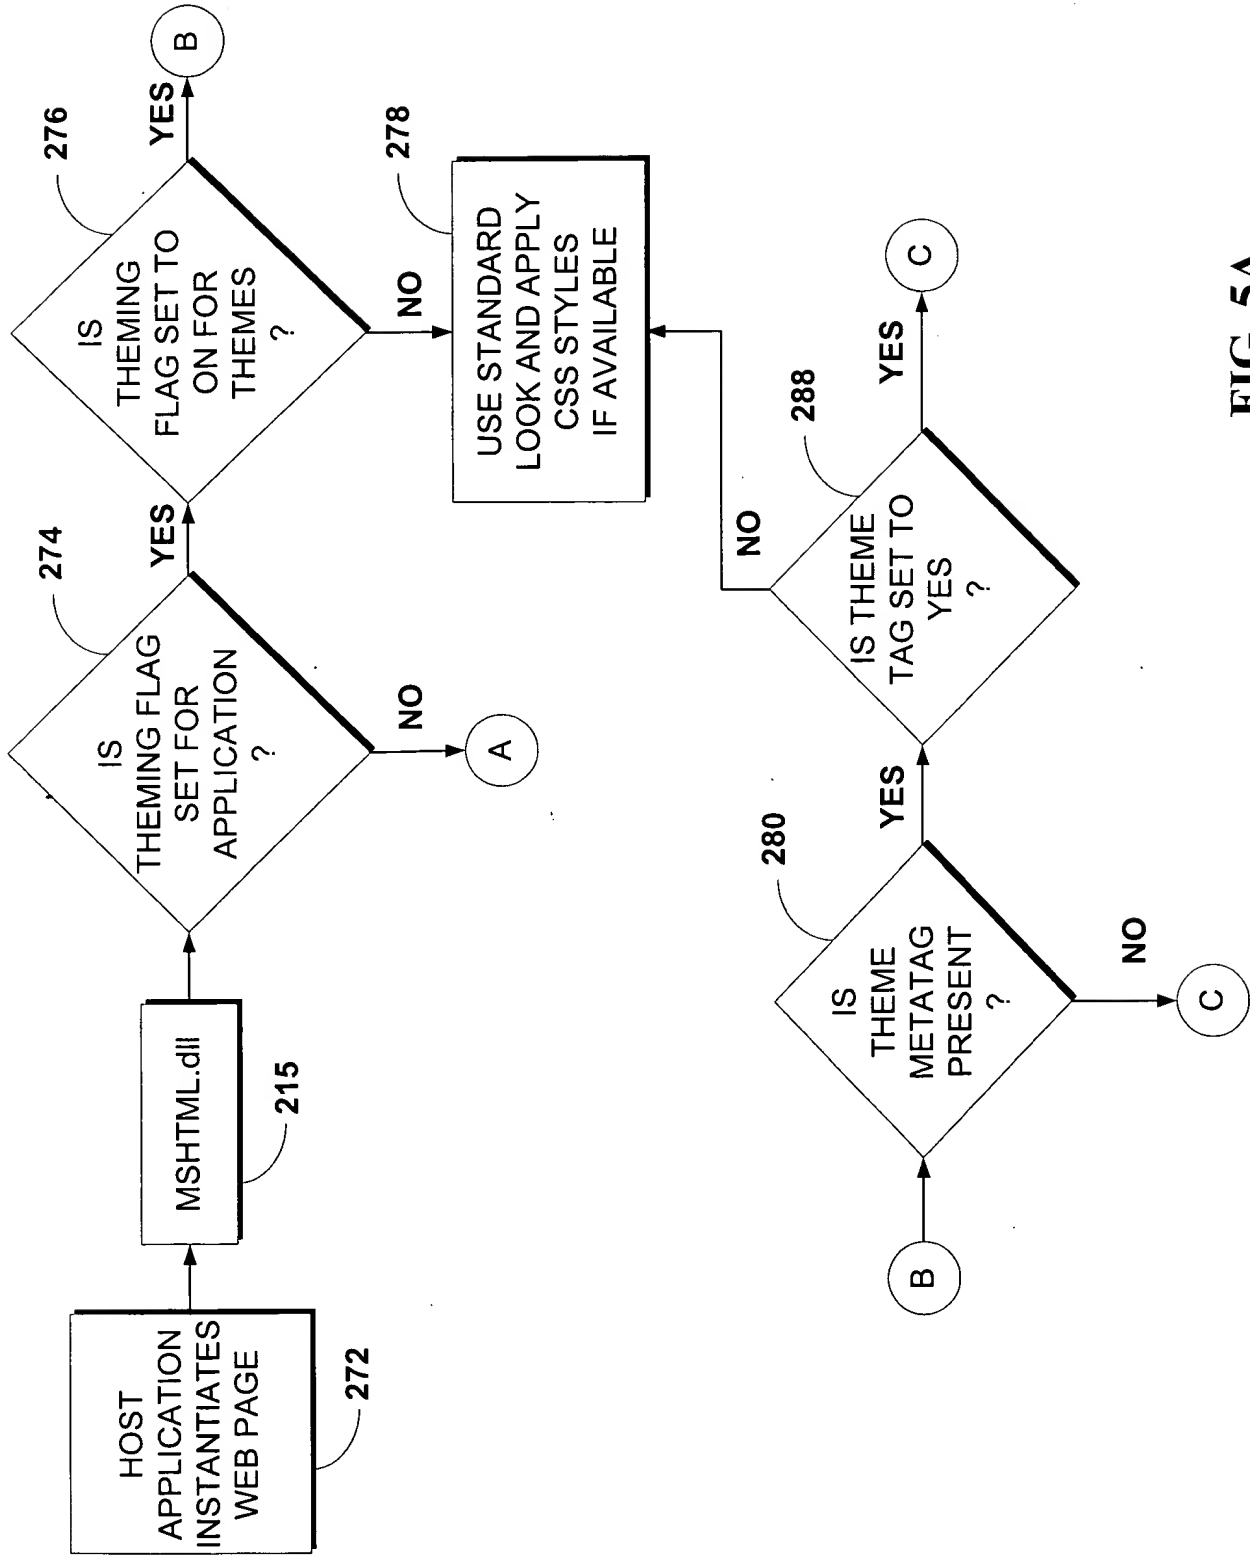 HOST
APPLICATION
INSTANTIATES
WEB PAGE
272
MSHTML.dll
215
IS
THEMING FLAG
SET FOR
APPLICATION
?
274
YES
NO
A
IS
THEMING
FLAG SET TO
ON FOR
THEMES
?
276
YES
B
NO
USE STANDARD
LOOK AND APPLY
CSS STYLES
IF AVAILABLE
278
B
IS
THEME
METATAG
PRESENT
?
280
YES
NO
C
IS THEME
TAG SET TO
YES
?
288
NO
YES
C
FIG. 5A